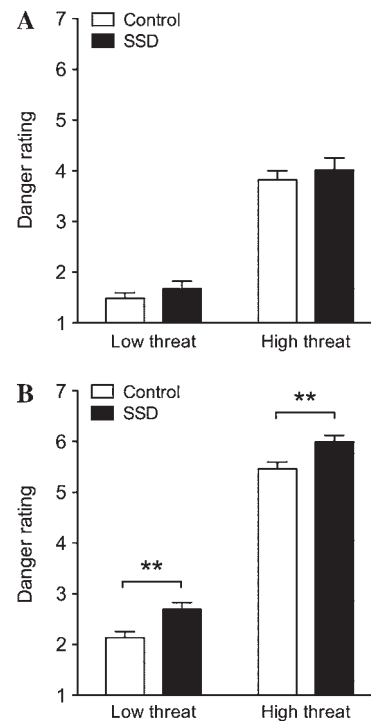 A
Control
SSD
Danger rating
7
6
5
4
3
2
1
Low threat High threat
B
Control
SSD
Danger rating
7
6
5
4
3
2
1
**
**
Low threat High threat